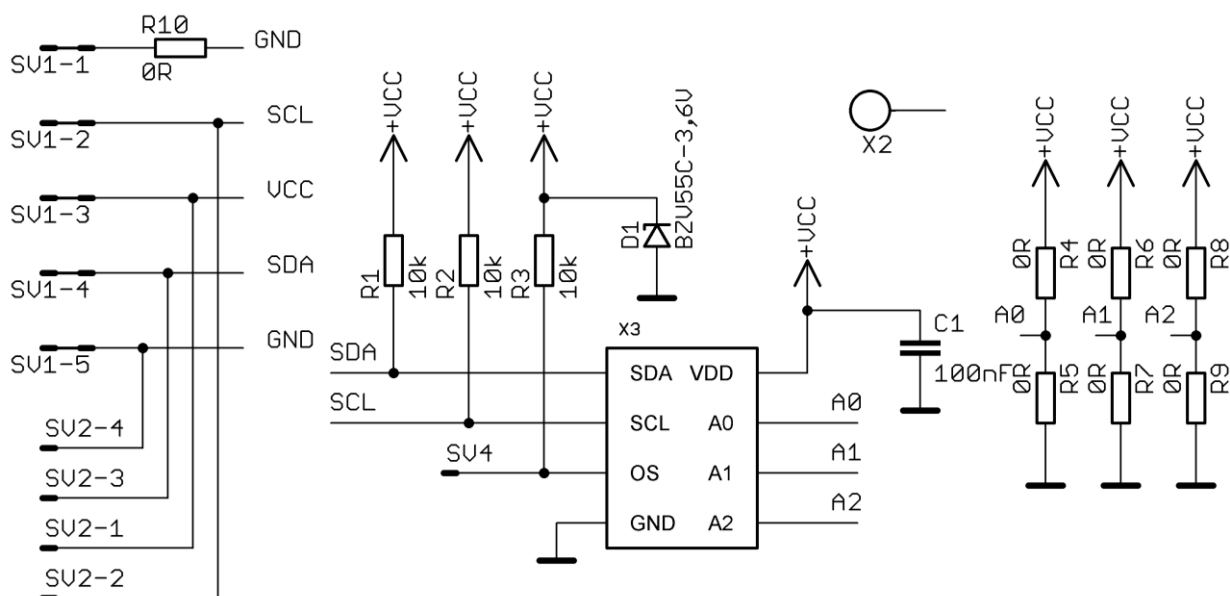 R10
GND
SV1-1
0R
SCL
SV1-2
VCC
SV1-3
SDA
SV1-4
GND
SV1-5
SV2-4
SV2-3
SV2-1
SV2-2
+VCC
+VCC
+VCC
R1
10k
R2
10k
R3
10k
D1
BZV55C-3,6V
SDA
SCL
SV4
X3
SDA VDD
SCL A0
OS A1
GND A2
+VCC
C1
100nF
A0
A1
A2
X2
+VCC
+VCC
+VCC
0R
R4
0R
R6
0R
R8
A0
A1
A2
0R
R5
0R
R7
0R
R9